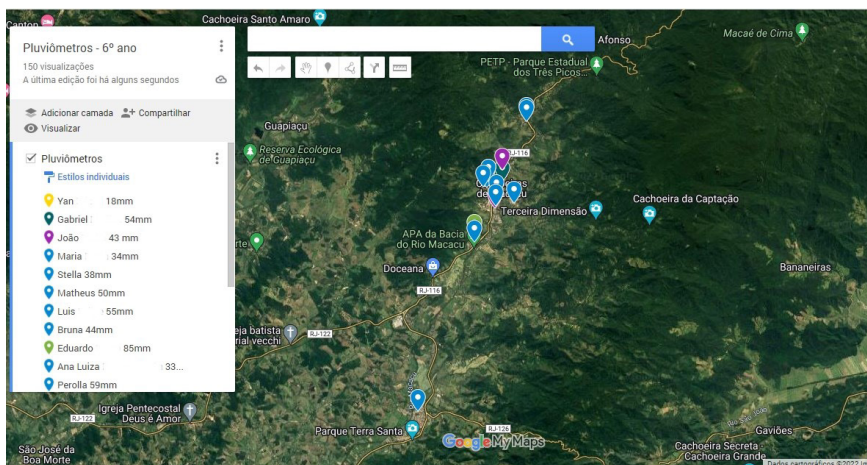 Cachoeira Santo Amaro
Macaé de Cima
Pluviômetros - 6º ano
150 visualizações
A última edição foi há alguns segundos
Afonso
PETP - Parque Estadual
dos Três Picos...
Adicionar camada
Compartilhar
Visualizar
Guapiaçu
Reserva Ecológica
de Guapiaçu
RJ-116
Pluviômetros
Estilos individuais
Yan 18mm
Gabriel 54mm
João 43 mm
Maria 34mm
Stella 38mm
Matheus 50mm
Luis 55mm
Bruna 44mm
Eduardo 85mm
Ana Luiza 33...
Perolla 59mm
Terceira Dimensão
Cachoeira da Captação
APA da Bacia
do Rio Macacu
Doceana
Bananeiras
RJ-116
RJ-122
Igreja Pentecostal
Deus é Amor
RJ-122
Parque Terra Santa
RJ-126
Google My Maps
Gaviões
São José da
Boa Morte
Cachoeira Secreta -
Cachoeira Grande